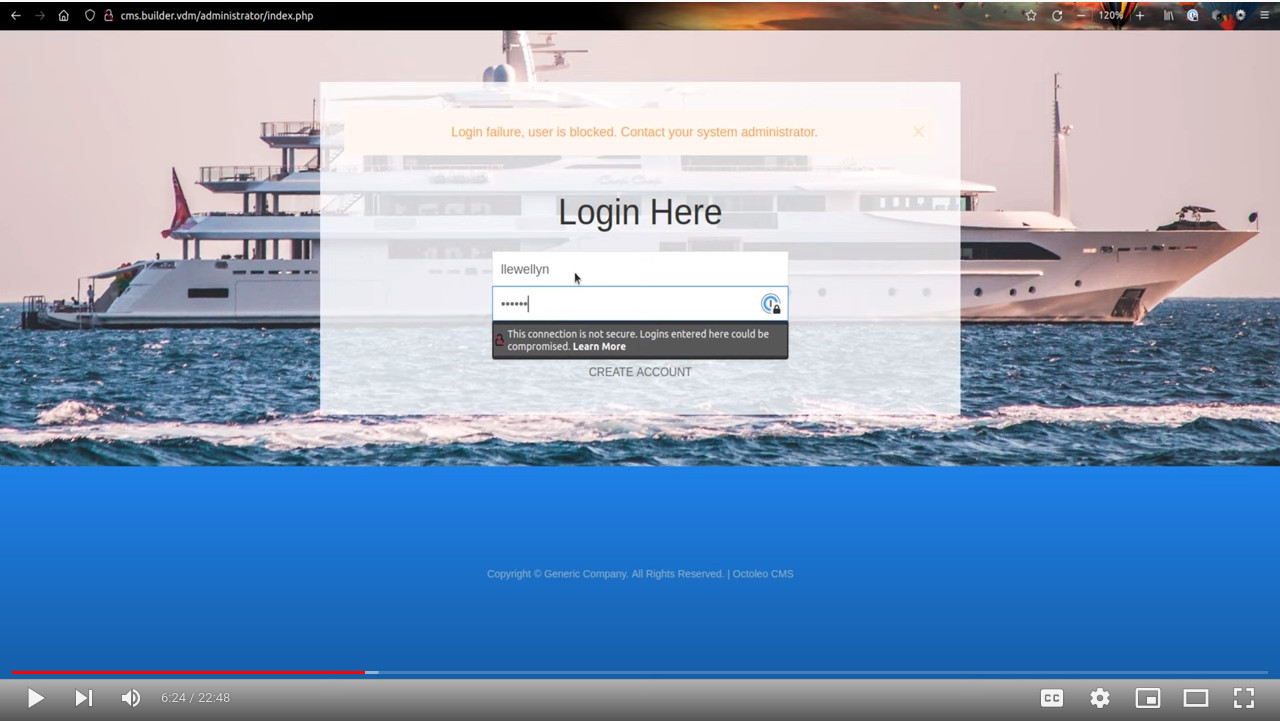 cms.builder.vdm/administrator/index.php
120%
Login failure, user is blocked. Contact your system administrator.
Login Here
llewellyn
This connection is not secure. Logins entered here could be
compromised. Learn More
CREATE ACCOUNT
Copyright © Generic Company. All Rights Reserved. | Octoleo CMS
6:24 / 22:48
CC